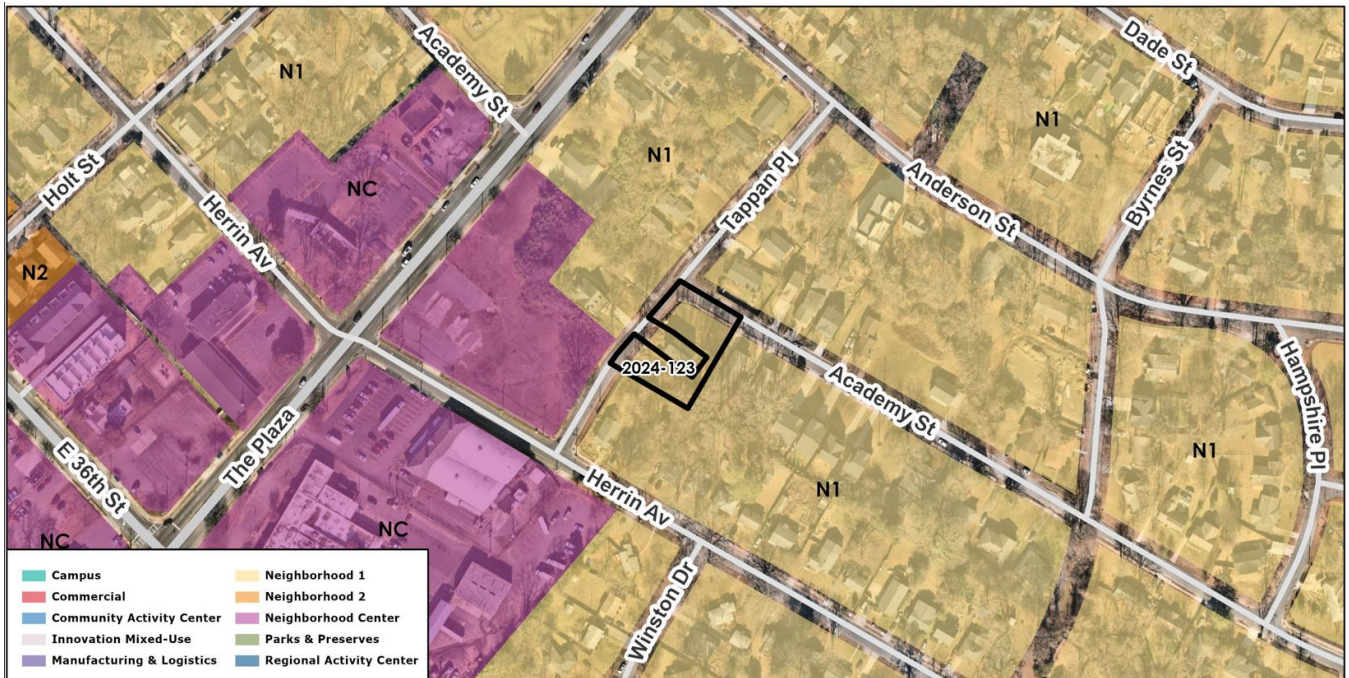 Academy St
Dade St
N1
N1
N1
Holt St
NC
Tappan Pl
Byrnes St
Herrin Av
Anderson St
N2
2024-123
Hampshire Pl
The Plaza
Academy St
E 36th St
N1
N1
Herrin Av
NC
NC
Winston Dr
Campus
Commercial
Community Activity Center
Innovation Mixed-Use
Manufacturing & Logistics
Neighborhood 1
Neighborhood 2
Neighborhood Center
Parks & Preserves
Regional Activity Center